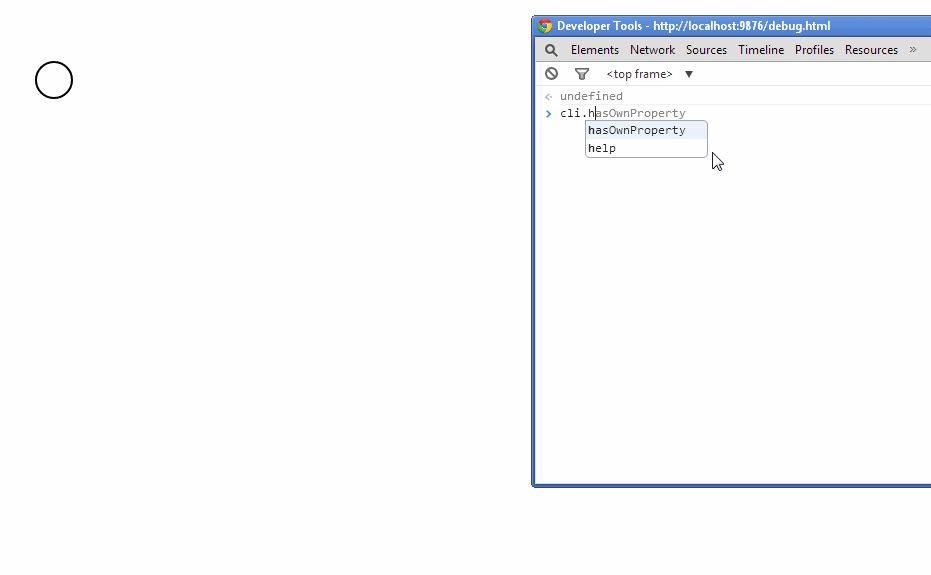 Developer Tools - http://localhost:9876/debug.html
Elements Network Sources Timeline Profiles Resources »
<top frame> ▼
undefined
cli.hasOwnProperty
hasOwnProperty
help